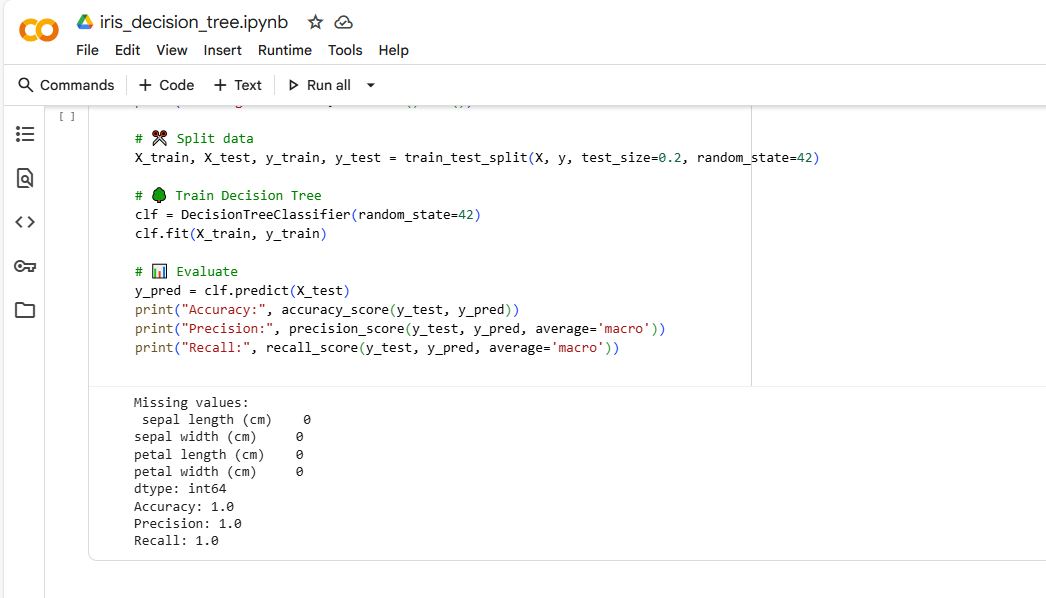 iris_decision_tree.ipynb
File Edit View Insert Runtime Tools Help
Commands + Code + Text Run all
[ ]
# ✂️ Split data
X_train, X_test, y_train, y_test = train_test_split(X, y, test_size=0.2, random_state=42)
# 🌳 Train Decision Tree
clf = DecisionTreeClassifier(random_state=42)
clf.fit(X_train, y_train)
# 📊 Evaluate
y_pred = clf.predict(X_test)
print("Accuracy:", accuracy_score(y_test, y_pred))
print("Precision:", precision_score(y_test, y_pred, average='macro'))
print("Recall:", recall_score(y_test, y_pred, average='macro'))
Missing values:
sepal length (cm)    0
sepal width (cm)     0
petal length (cm)    0
petal width (cm)     0
dtype: int64
Accuracy: 1.0
Precision: 1.0
Recall: 1.0